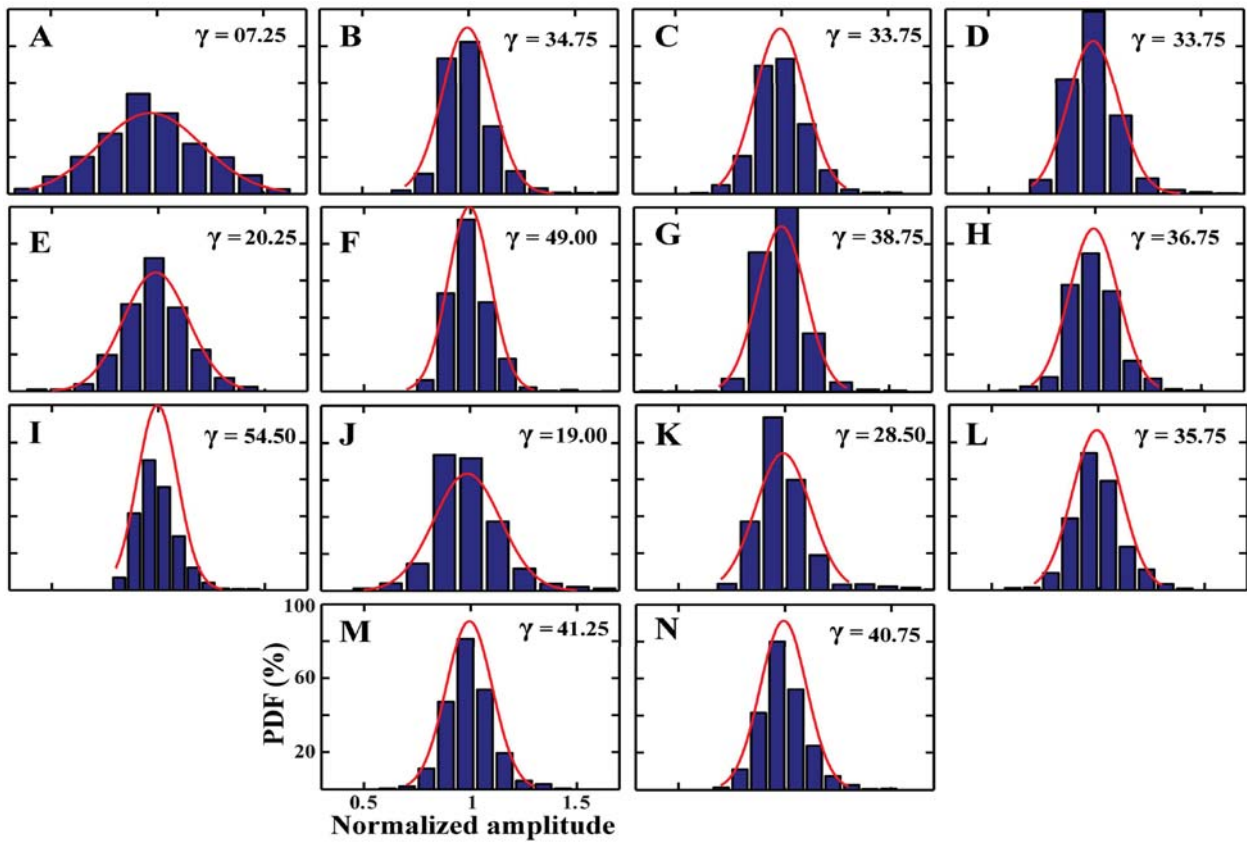 A γ = 07.25
B γ = 34.75
C γ = 33.75
D γ = 33.75
E γ = 20.25
F γ = 49.00
G γ = 38.75
H γ = 36.75
I γ = 54.50
J γ = 19.00
K γ = 28.50
L γ = 35.75
M γ = 41.25
N γ = 40.75
100
60
20
PDF (%)
0.5 1 1.5
Normalized amplitude